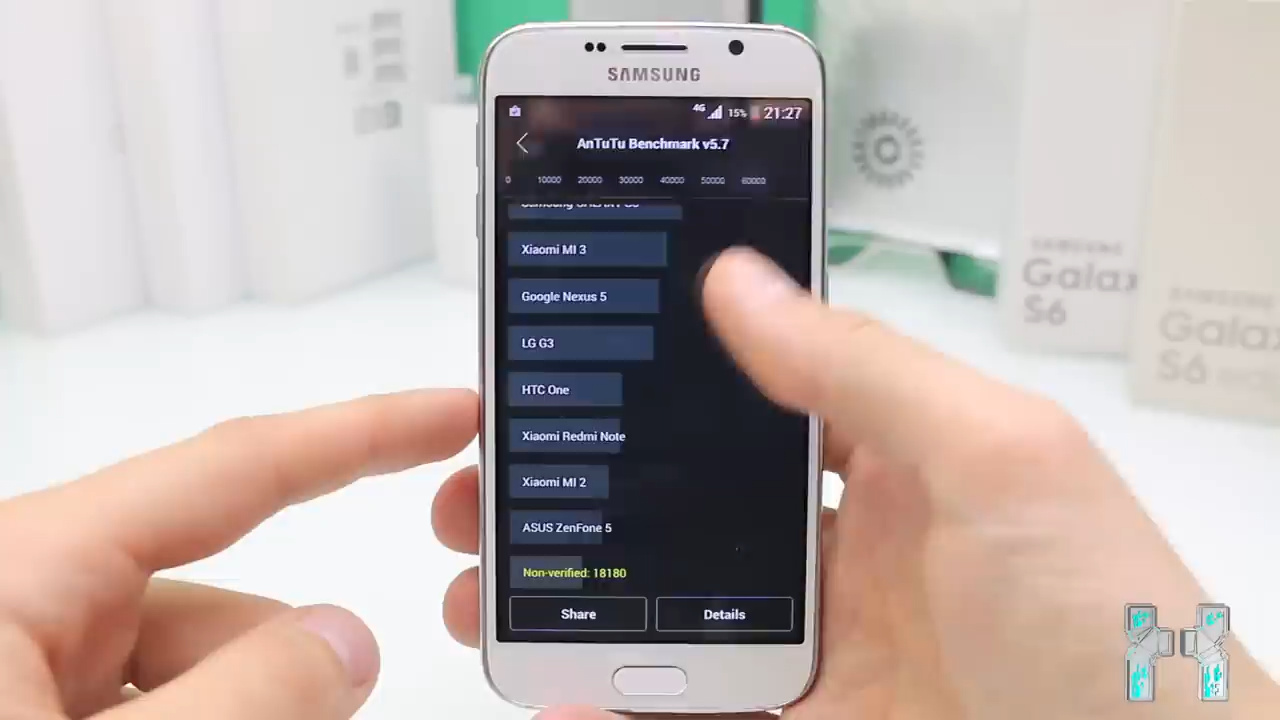 SAMSUNG
4G 15% 21:27
AnTuTu Benchmark v5.7
0 10000 20000 30000 40000 50000 60000
Xiaomi MI 3
Google Nexus 5
LG G3
HTC One
Xiaomi Redmi Note
Xiaomi MI 2
ASUS ZenFone 5
Non-verified: 18180
Share Details
SAMSUNG
Galax
S6
SAMSUNG
Galax
S6